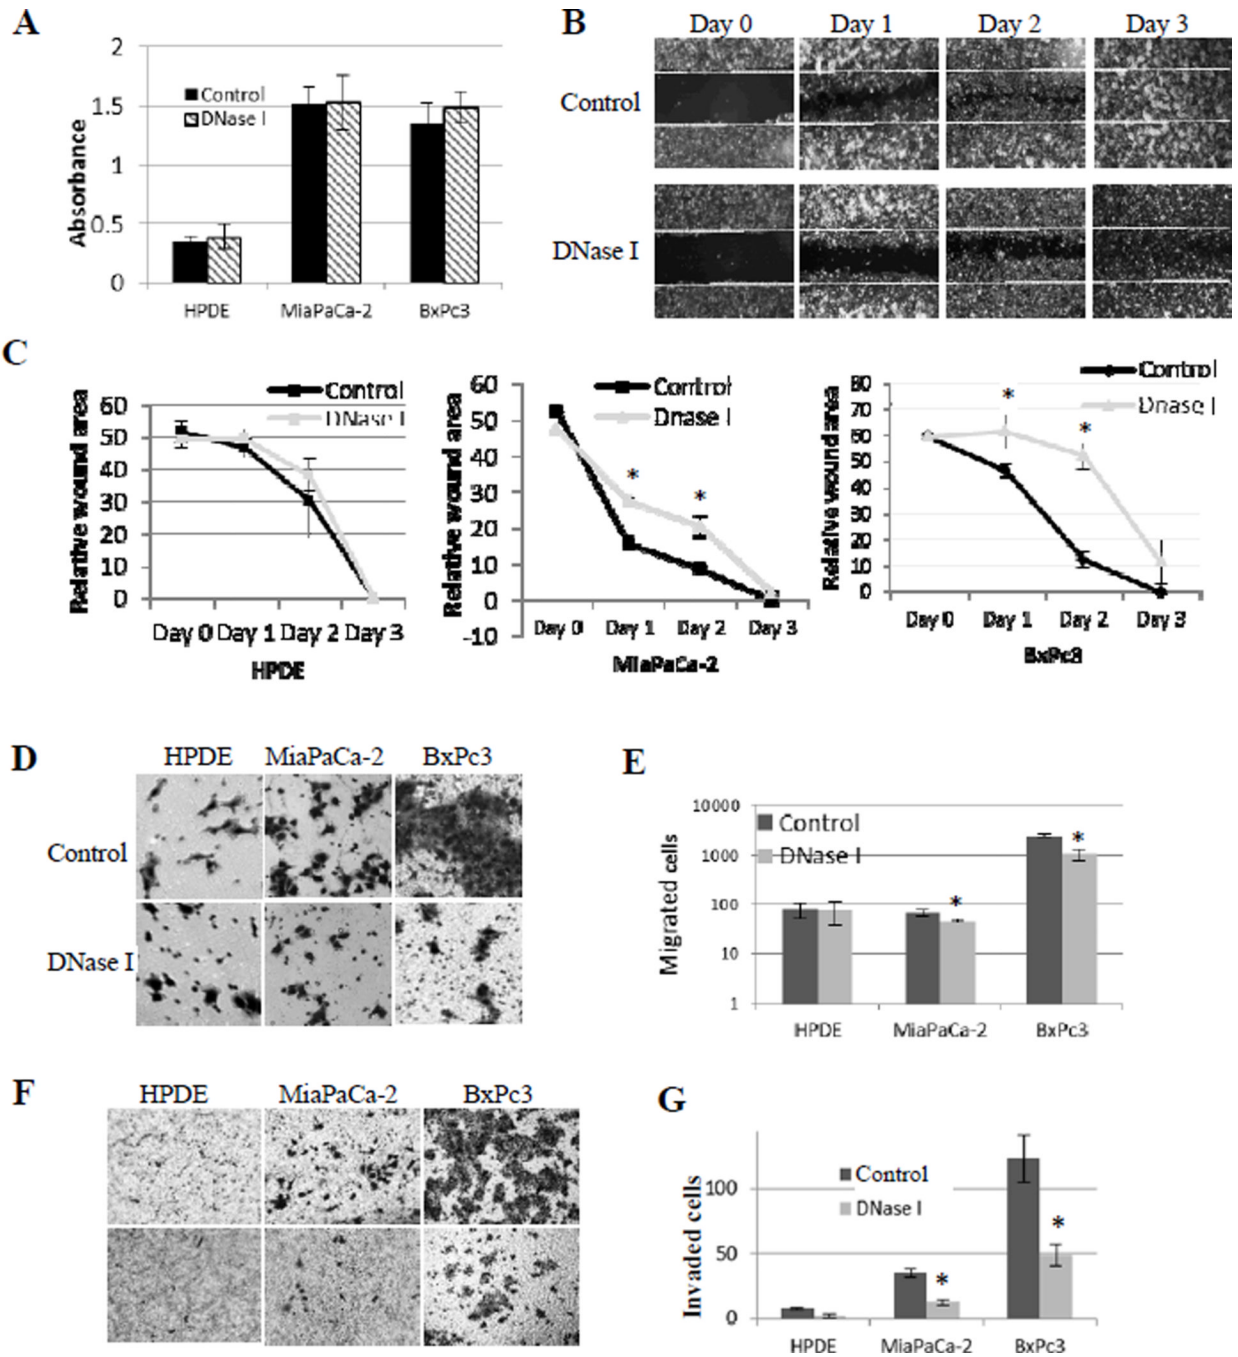 A
2
1.5
1
0.5
0
Absorbance
Control
DNase I
HPDE MiaPaCa-2 BxPc3
B
Day 0 Day 1 Day 2 Day 3
Control
DNase I
C
Control
DNase I
60
50
40
30
20
10
0
Relative wound area
Day 0 Day 1 Day 2 Day 3
HPDE
Control
Dnase I
60
50
40
30
20
10
0
-10
Relative wound area
* *
Day 0 Day 1 Day 2 Day 3
MiaPaCa-2
Control
Dnase I
80
70
60
50
40
30
20
10
0
Relative wound area
* *
Day 0 Day 1 Day 2 Day 3
BxPc3
D
HPDE MiaPaCa-2 BxPc3
Control
DNase I
E
10000
1000
100
10
1
Migrated cells
Control
DNase I
* *
HPDE MiaPaCa-2 BxPc3
F
HPDE MiaPaCa-2 BxPc3
G
100
50
0
Invaded cells
Control
DNase I
* *
HPDE MiaPaCa-2 BxPc3